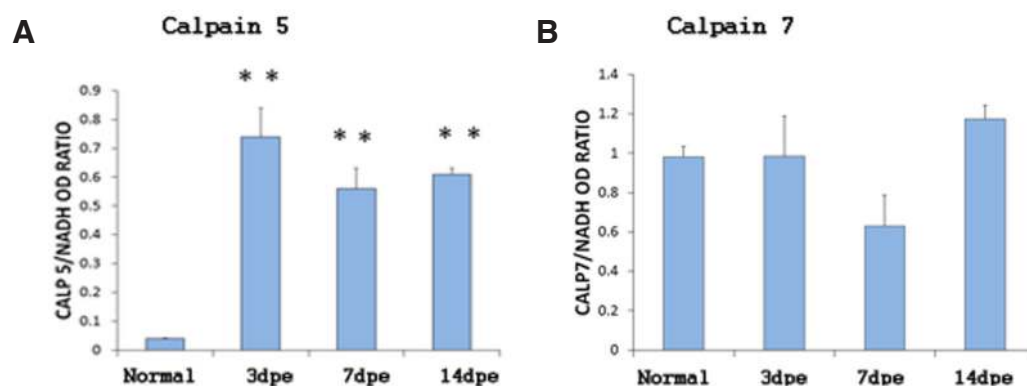 A
Calpain 5
CALP 5/NADH OD RATIO
0.9
0.8
0.7
0.6
0.5
0.4
0.3
0.2
0.1
0
* *
* *
* *
Normal 3dpe 7dpe 14dpe
B
Calpain 7
CALP7/NADH OD RATIO
1.4
1.2
1
0.8
0.6
0.4
0.2
0
Normal 3dpe 7dpe 14dpe